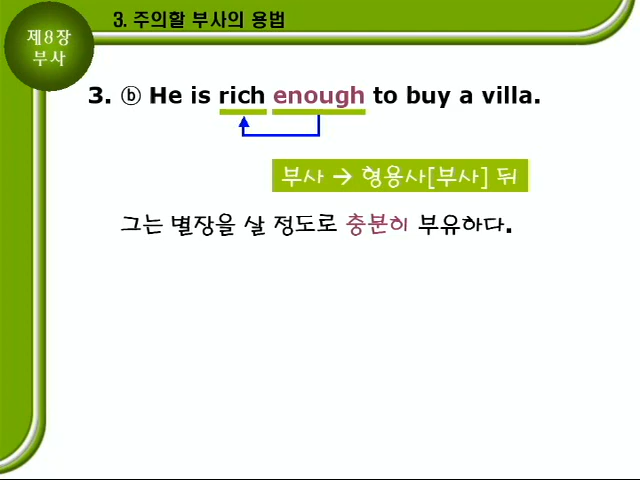 3. 주의할 부사의 용법
제8장
부사
3. ⓑ He is rich enough to buy a villa.
부사 → 형용사[부사] 뒤
그는 별장을 살 정도로 충분히 부유하다.